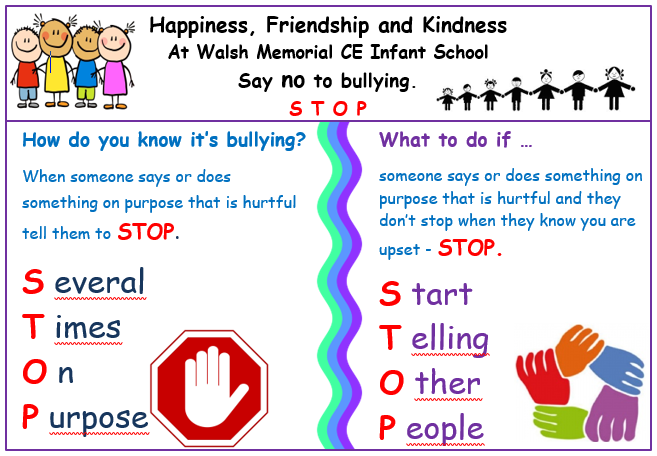 Happiness, Friendship and Kindness
At Walsh Memorial CE Infant School
Say no to bullying.
S T O P
How do you know it's bullying?
When someone says or does
something on purpose that is hurtful
tell them to STOP.
S everal
T imes
O n
P urpose
What to do if …
someone says or does something on
purpose that is hurtful and they
don't stop when they know you are
upset - STOP.
S tart
T elling
O ther
P eople